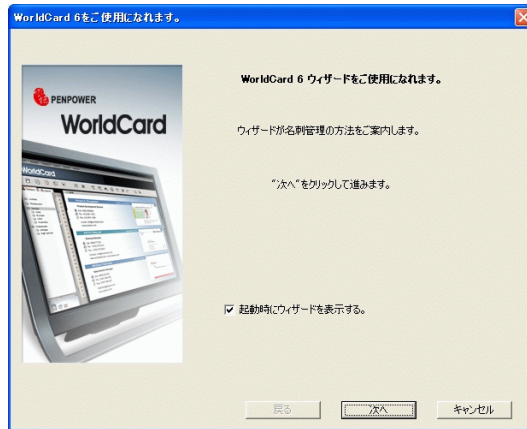 WorldCard 6をご使用になれます。
PENPOWER
WorldCard
WorldCard
WorldCard 6 ウィザードをご使用になれます。
ウィザードが名刺管理の方法をご案内します。
“次へ”をクリックして進みます。
起動時にウィザードを表示する。
戻る
次へ
キャンセル